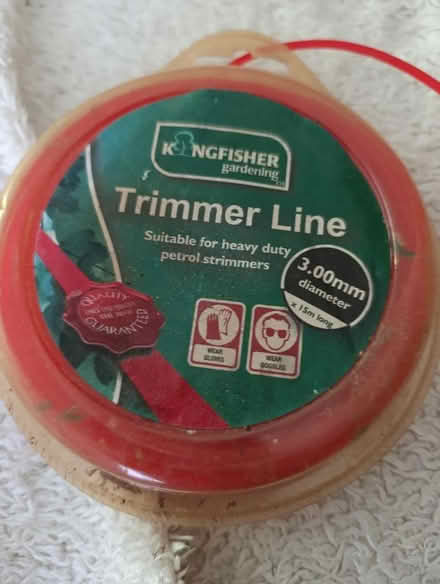 KINGFISHER
gardening
Trimmer Line
Suitable for heavy duty
petrol strimmers
3.00mm
diameter
x 15m long
QUALITY
GUARANTEED
WEAR
GLOVES
WEAR
GOGGLES